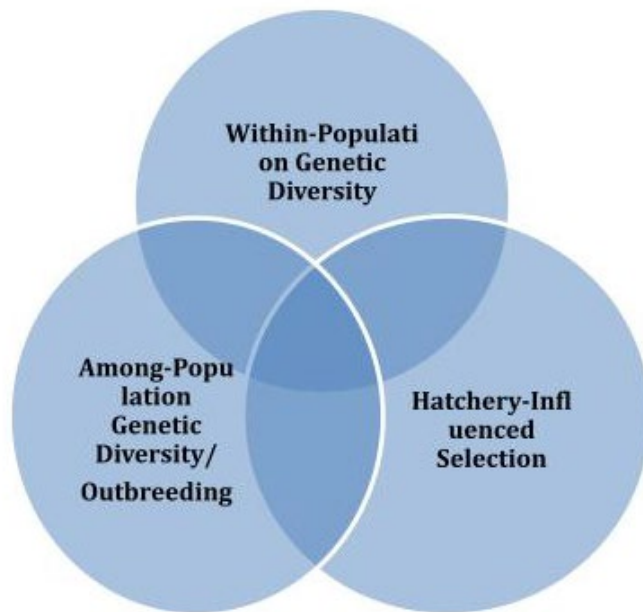 Within-Populati
on Genetic
Diversity
Among-Popu
lation
Genetic
Diversity/
Outbreeding
Hatchery-Infl
uenced
Selection